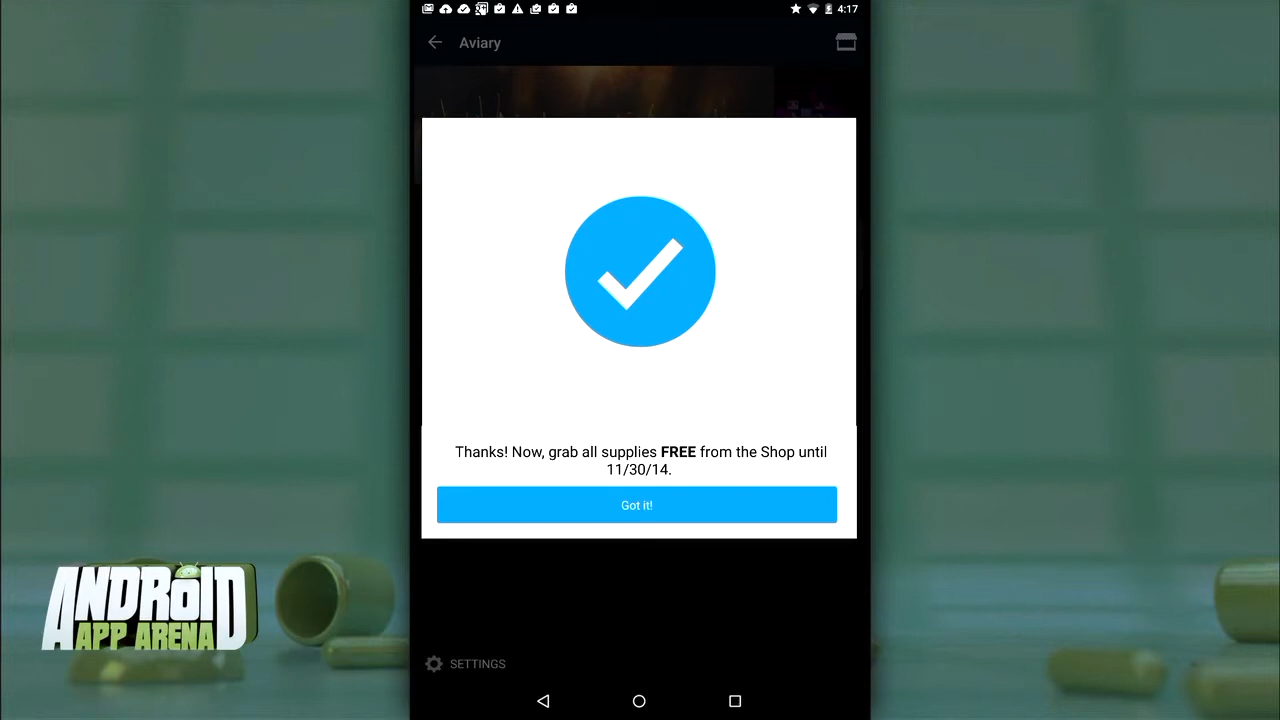 4:17
Aviary
Thanks! Now, grab all supplies FREE from the Shop until
11/30/14.
Got it!
ANDROID
APP ARENA
SETTINGS